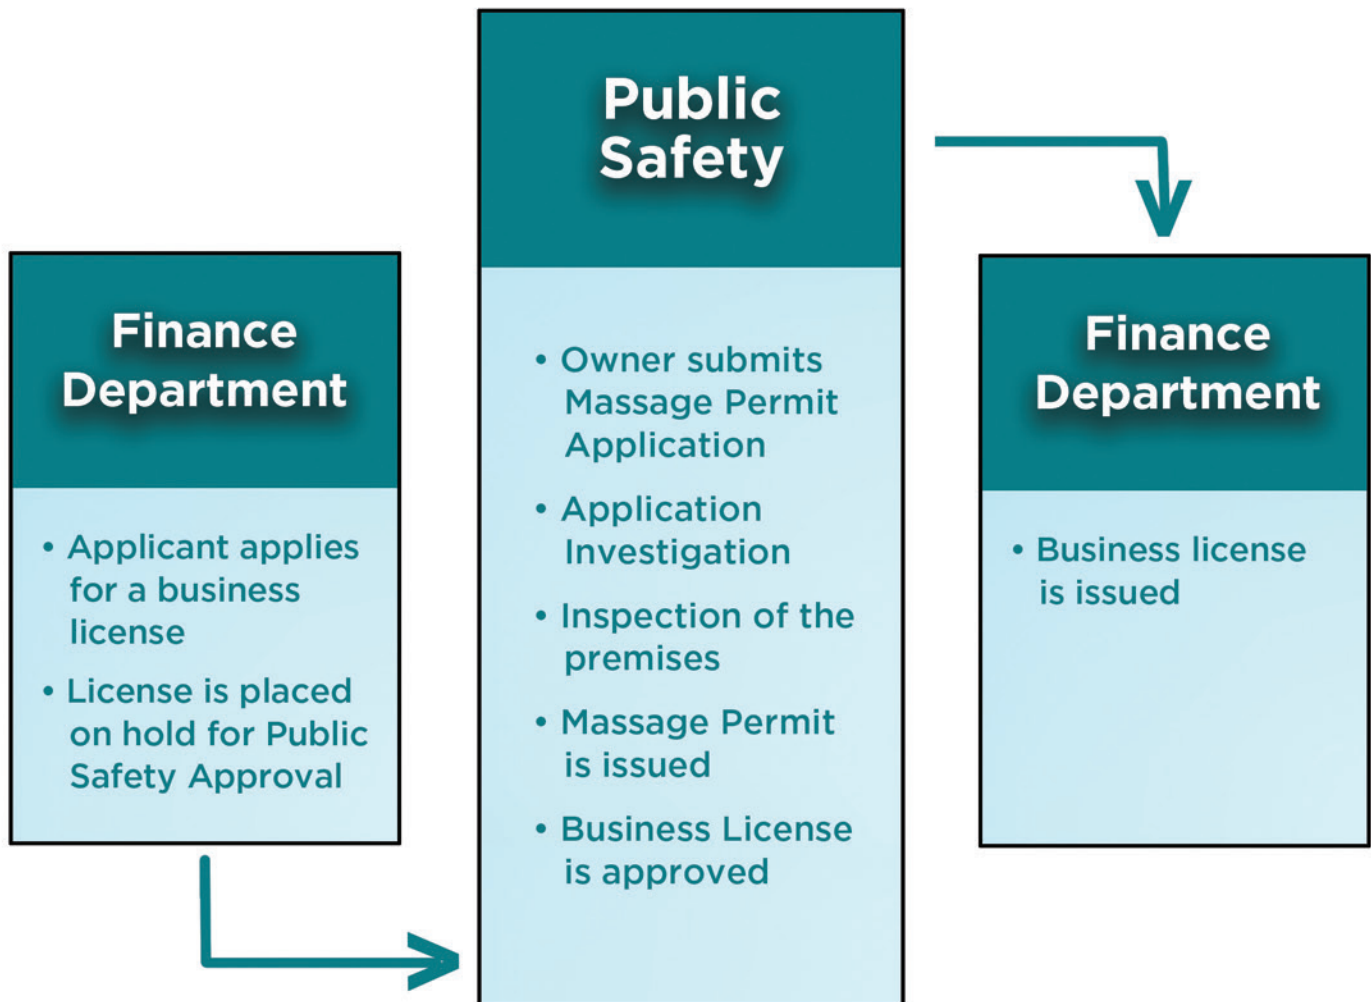 Finance
Department
• Applicant applies
for a business
license
• License is placed
on hold for Public
Safety Approval
Public
Safety
• Owner submits
Massage Permit
Application
• Application
Investigation
• Inspection of the
premises
• Massage Permit
is issued
• Business License
is approved
Finance
Department
• Business license
is issued